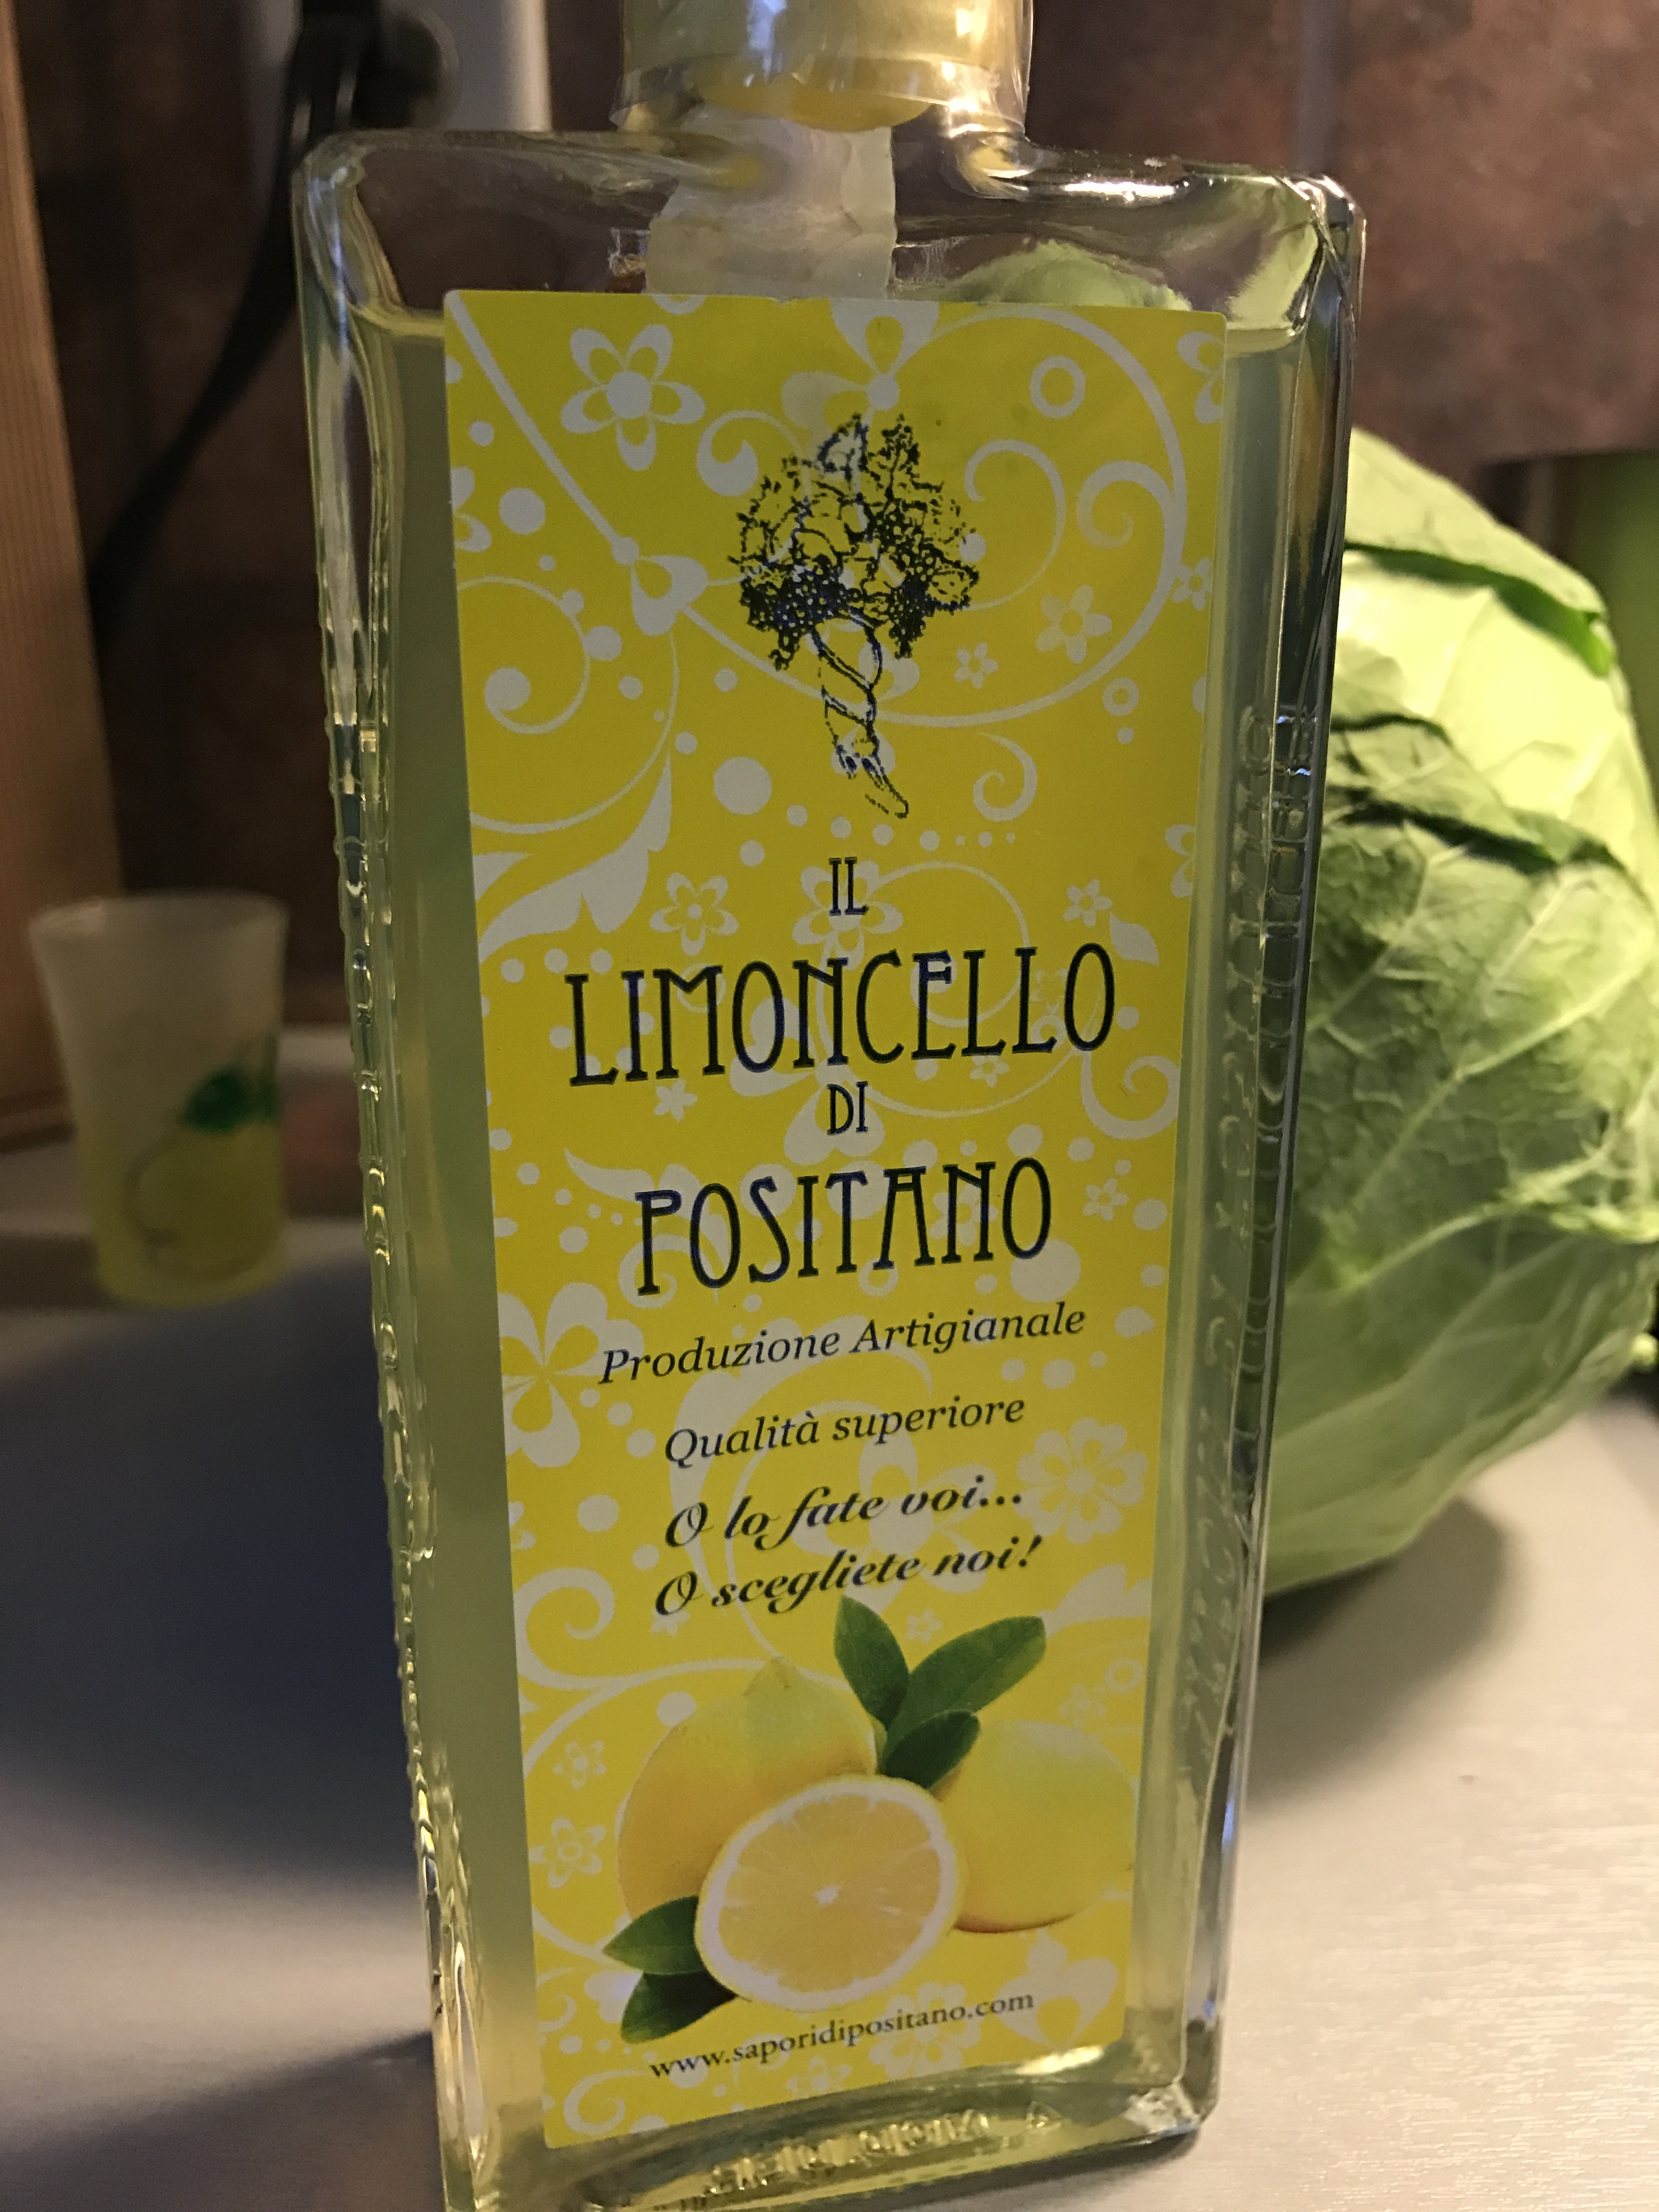 IL
LIMONCELLO
DI
POSITANO
Produzione Artigianale
Qualità superiore
O lo fate voi...
O scegliete noi!
www.saporidipositano.com